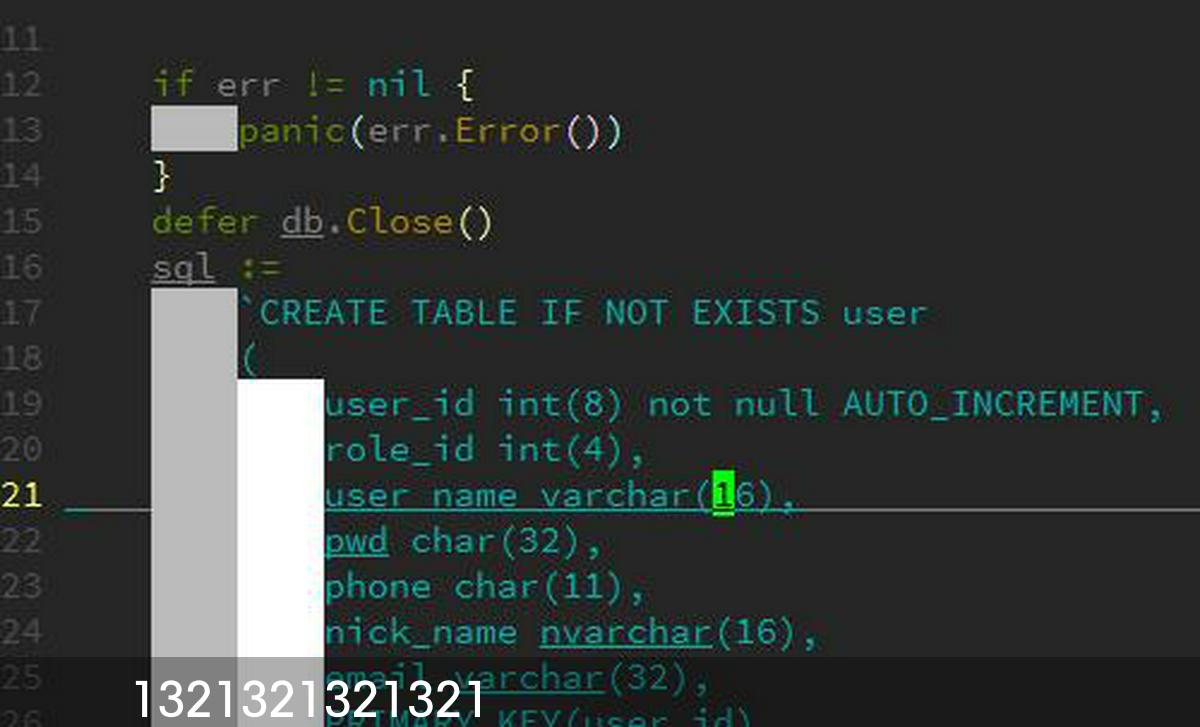 11
12 if err != nil {
13 panic(err.Error())
14 }
15 defer db.Close()
16 sql :=
17 `CREATE TABLE IF NOT EXISTS user
18 (
19 user_id int(8) not null AUTO_INCREMENT,
20 role_id int(4),
21 user_name varchar(16),
22 pwd char(32),
23 phone char(11),
24 nick_name nvarchar(16),
25 email varchar(32),
1321321321321
26 PRIMARY KEY(user_id)